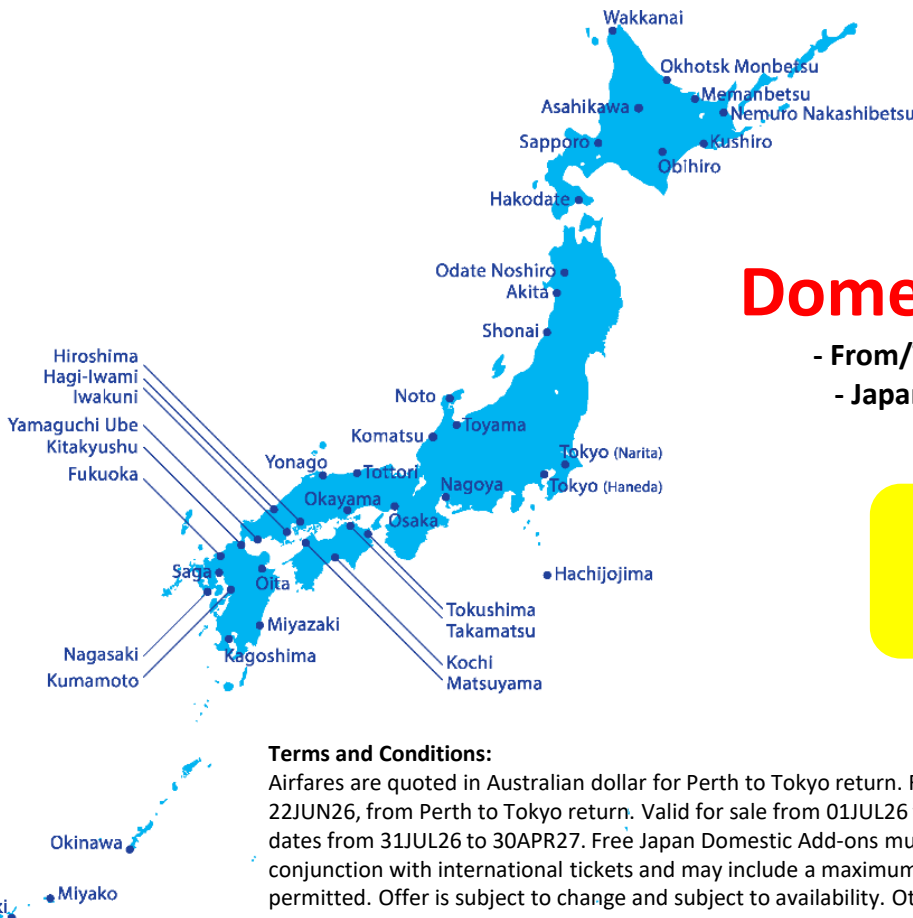 Wakkanai
Okhotsk Monbetsu
Memanbetsu
Asahikawa
Nemuro Nakashibetsu
Sapporo
Kushiro
Obihiro
Hakodate
Odate Noshiro
Akita
Shonai
- From/
- Japa
Hiroshima
Hagi-Iwami
Iwakuni
Yamaguchi Ube
Kitakyushu
Fukuoka
Noto
Toyama
Komatsu
Yonago
Tottori
Tokyo (Narita)
Nagoya
Tokyo (Haneda)
Okayama
Osaka
Saga
Oita
Hachijojima
Tokushima
Takamatsu
Miyazaki
Nagasaki
Kagoshima
Kumamoto
Kochi
Matsuyama
Okinawa
Miyako
Terms and Conditions:
Airfares are quoted in Australian dollar for Perth to Tokyo return.
22JUN26, from Perth to Tokyo return. Valid for sale from 01JUL26
dates from 31JUL26 to 30APR27. Free Japan Domestic Add-ons mu
conjunction with international tickets and may include a maximum
permitted. Offer is subject to change and subject to availability. Ot